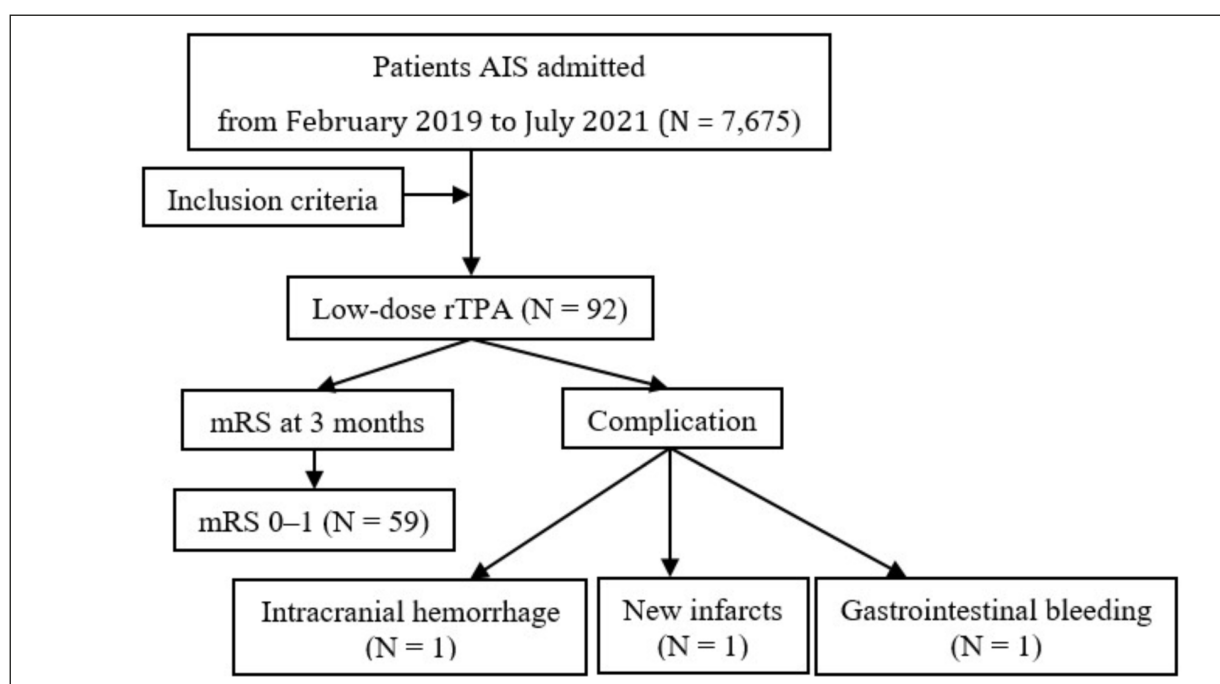 Patients AIS admitted
from February 2019 to July 2021 (N = 7,675)
Inclusion criteria
Low-dose rTPA (N = 92)
mRS at 3 months
Complication
mRS 0–1 (N = 59)
Intracranial hemorrhage
(N = 1)
New infarcts
(N = 1)
Gastrointestinal bleeding
(N = 1)